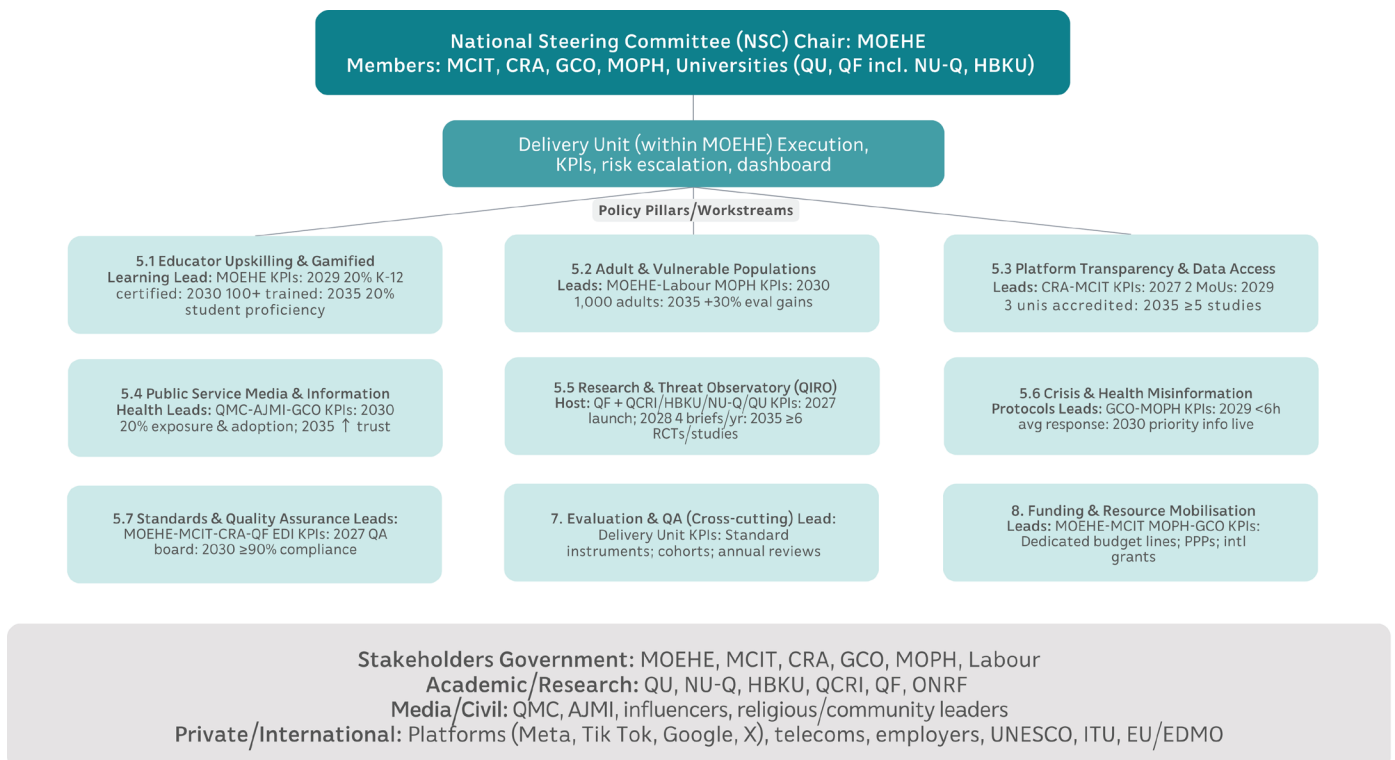 National Steering Committee (NSC) Chair: MOEHE
Members: MCIT, CRA, GCO, MOPH, Universities (QU, QF incl. NU-Q, HBKU)
Delivery Unit (within MOEHE) Execution,
KPIs, risk escalation, dashboard
Policy Pillars/Workstreams
5.1 Educator Upskilling & Gamified
Learning Lead: MOEHE KPIs: 2029 20% K-12
certified: 2030 100+ trained: 2035 20%
student proficiency
5.2 Adult & Vulnerable Populations
Leads: MOEHE-Labour MOPH KPIs: 2030
1,000 adults: 2035 +30% eval gains
5.3 Platform Transparency & Data Access
Leads: CRA-MCIT KPIs: 2027 2 MoUs: 2029
3 unis accredited: 2035 ≥5 studies
5.4 Public Service Media & Information
Health Leads: QMC-AJMI-GCO KPIs: 2030
20% exposure & adoption; 2035 ↑ trust
5.5 Research & Threat Observatory (QIRO)
Host: QF + QCRI/HBKU/NU-Q/QU KPIs: 2027
launch; 2028 4 briefs/yr: 2035 ≥6
RCTs/studies
5.6 Crisis & Health Misinformation
Protocols Leads: GCO-MOPH KPIs: 2029 <6h
avg response: 2030 priority info live
5.7 Standards & Quality Assurance Leads:
MOEHE-MCIT-CRA-QF EDI KPIs: 2027 QA
board: 2030 ≥90% compliance
7. Evaluation & QA (Cross-cutting) Lead:
Delivery Unit KPIs: Standard
instruments; cohorts; annual reviews
8. Funding & Resource Mobilisation
Leads: MOEHE-MCIT MOPH-GCO KPIs:
Dedicated budget lines; PPPs; intl
grants
Stakeholders Government: MOEHE, MCIT, CRA, GCO, MOPH, Labour
Academic/Research: QU, NU-Q, HBKU, QCRI, QF, ONRF
Media/Civil: QMC, AJMI, influencers, religious/community leaders
Private/International: Platforms (Meta, Tik Tok, Google, X), telecoms, employers, UNESCO, ITU, EU/EDMO